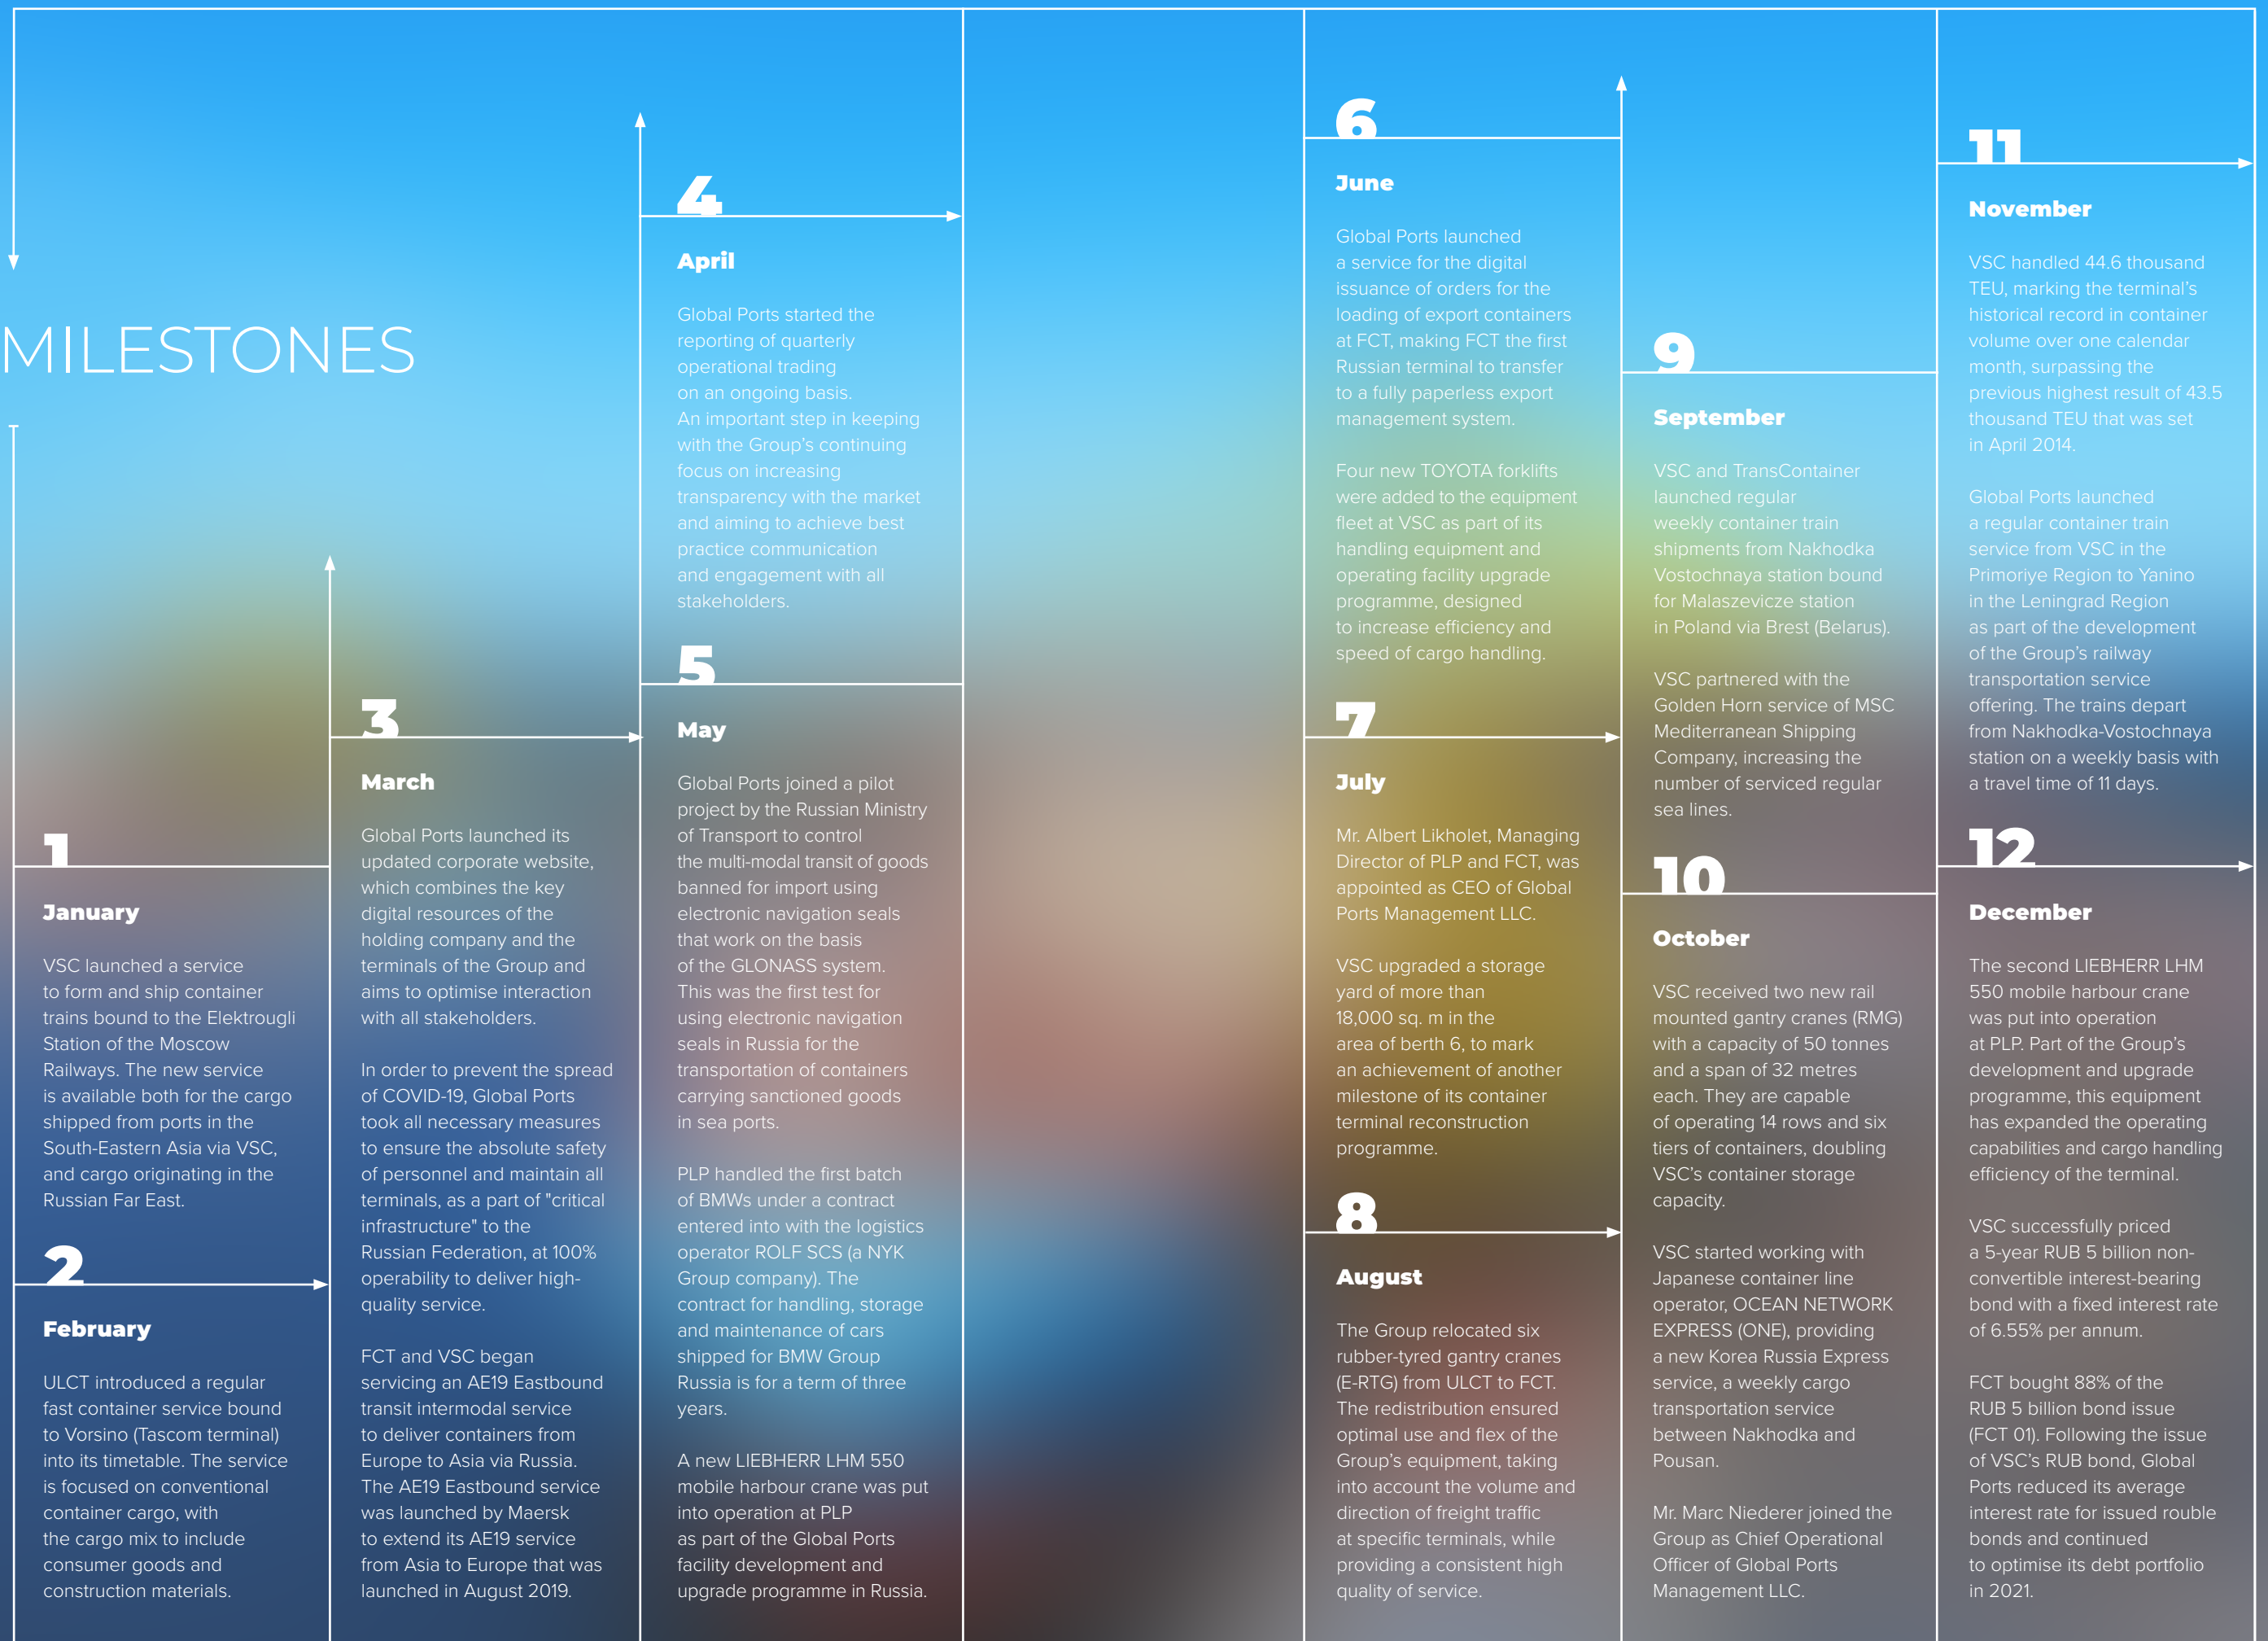 MILESTONES
1
January
VSC launched a service
to form and ship container
trains bound to the Elektrougli
Station of the Moscow
Railways. The new service
is available both for the cargo
shipped from ports in the
South-Eastern Asia via VSC,
and cargo originating in the
Russian Far East.
2
February
ULCT introduced a regular
fast container service bound
to Vorsino (Tascom terminal)
into its timetable. The service
is focused on conventional
container cargo, with
the cargo mix to include
consumer goods and
construction materials.
3
March
Global Ports launched its
updated corporate website,
which combines the key
digital resources of the
holding company and the
terminals of the Group and
aims to optimise interaction
with all stakeholders.
In order to prevent the spread
of COVID-19, Global Ports
took all necessary measures
to ensure the absolute safety
of personnel and maintain all
terminals, as a part of "critical
infrastructure" to the
Russian Federation, at 100%
operability to deliver high-
quality service.
FCT and VSC began
servicing an AE19 Eastbound
transit intermodal service
to deliver containers from
Europe to Asia via Russia.
The AE19 Eastbound service
was launched by Maersk
to extend its AE19 service
from Asia to Europe that was
launched in August 2019.
4
April
Global Ports started the
reporting of quarterly
operational trading
on an ongoing basis.
An important step in keeping
with the Group’s continuing
focus on increasing
transparency with the market
and aiming to achieve best
practice communication
and engagement with all
stakeholders.
5
May
Global Ports joined a pilot
project by the Russian Ministry
of Transport to control
the multi-modal transit of goods
banned for import using
electronic navigation seals
that work on the basis
of the GLONASS system.
This was the first test for
using electronic navigation
seals in Russia for the
transportation of containers
carrying sanctioned goods
in sea ports.
PLP handled the first batch
of BMWs under a contract
entered into with the logistics
operator ROLF SCS (a NYK
Group company). The
contract for handling, storage
and maintenance of cars
shipped for BMW Group
Russia is for a term of three
years.
A new LIEBHERR LHM 550
mobile harbour crane was put
into operation at PLP
as part of the Global Ports
facility development and
upgrade programme in Russia.
6
June
Global Ports launched
a service for the digital
issuance of orders for the
loading of export containers
at FCT, making FCT the first
Russian terminal to transfer
to a fully paperless export
management system.
Four new TOYOTA forklifts
were added to the equipment
fleet at VSC as part of its
handling equipment and
operating facility upgrade
programme, designed
to increase efficiency and
speed of cargo handling.
7
July
Mr. Albert Likholet, Managing
Director of PLP and FCT, was
appointed as CEO of Global
Ports Management LLC.
VSC upgraded a storage
yard of more than
18,000 sq. m in the
area of berth 6, to mark
an achievement of another
milestone of its container
terminal reconstruction
programme.
8
August
The Group relocated six
rubber-tyred gantry cranes
(E-RTG) from ULCT to FCT.
The redistribution ensured
optimal use and flex of the
Group’s equipment, taking
into account the volume and
direction of freight traffic
at specific terminals, while
providing a consistent high
quality of service.
9
September
VSC and TransContainer
launched regular
weekly container train
shipments from Nakhodka
Vostochnaya station bound
for Malaszevicze station
in Poland via Brest (Belarus).
VSC partnered with the
Golden Horn service of MSC
Mediterranean Shipping
Company, increasing the
number of serviced regular
sea lines.
10
October
VSC received two new rail
mounted gantry cranes (RMG)
with a capacity of 50 tonnes
and a span of 32 metres
each. They are capable
of operating 14 rows and six
tiers of containers, doubling
VSC’s container storage
capacity.
VSC started working with
Japanese container line
operator, OCEAN NETWORK
EXPRESS (ONE), providing
a new Korea Russia Express
service, a weekly cargo
transportation service
between Nakhodka and
Pousan.
Mr. Marc Niederer joined the
Group as Chief Operational
Officer of Global Ports
Management LLC.
11
November
VSC handled 44.6 thousand
TEU, marking the terminal’s
historical record in container
volume over one calendar
month, surpassing the
previous highest result of 43.5
thousand TEU that was set
in April 2014.
Global Ports launched
a regular container train
service from VSC in the
Primoriye Region to Yanino
in the Leningrad Region
as part of the development
of the Group’s railway
transportation service
offering. The trains depart
from Nakhodka-Vostochnaya
station on a weekly basis with
a travel time of 11 days.
12
December
The second LIEBHERR LHM
550 mobile harbour crane
was put into operation
at PLP. Part of the Group’s
development and upgrade
programme, this equipment
has expanded the operating
capabilities and cargo handling
efficiency of the terminal.
VSC successfully priced
a 5-year RUB 5 billion non-
convertible interest-bearing
bond with a fixed interest rate
of 6.55% per annum.
FCT bought 88% of the
RUB 5 billion bond issue
(FCT 01). Following the issue
of VSC’s RUB bond, Global
Ports reduced its average
interest rate for issued rouble
bonds and continued
to optimise its debt portfolio
in 2021.